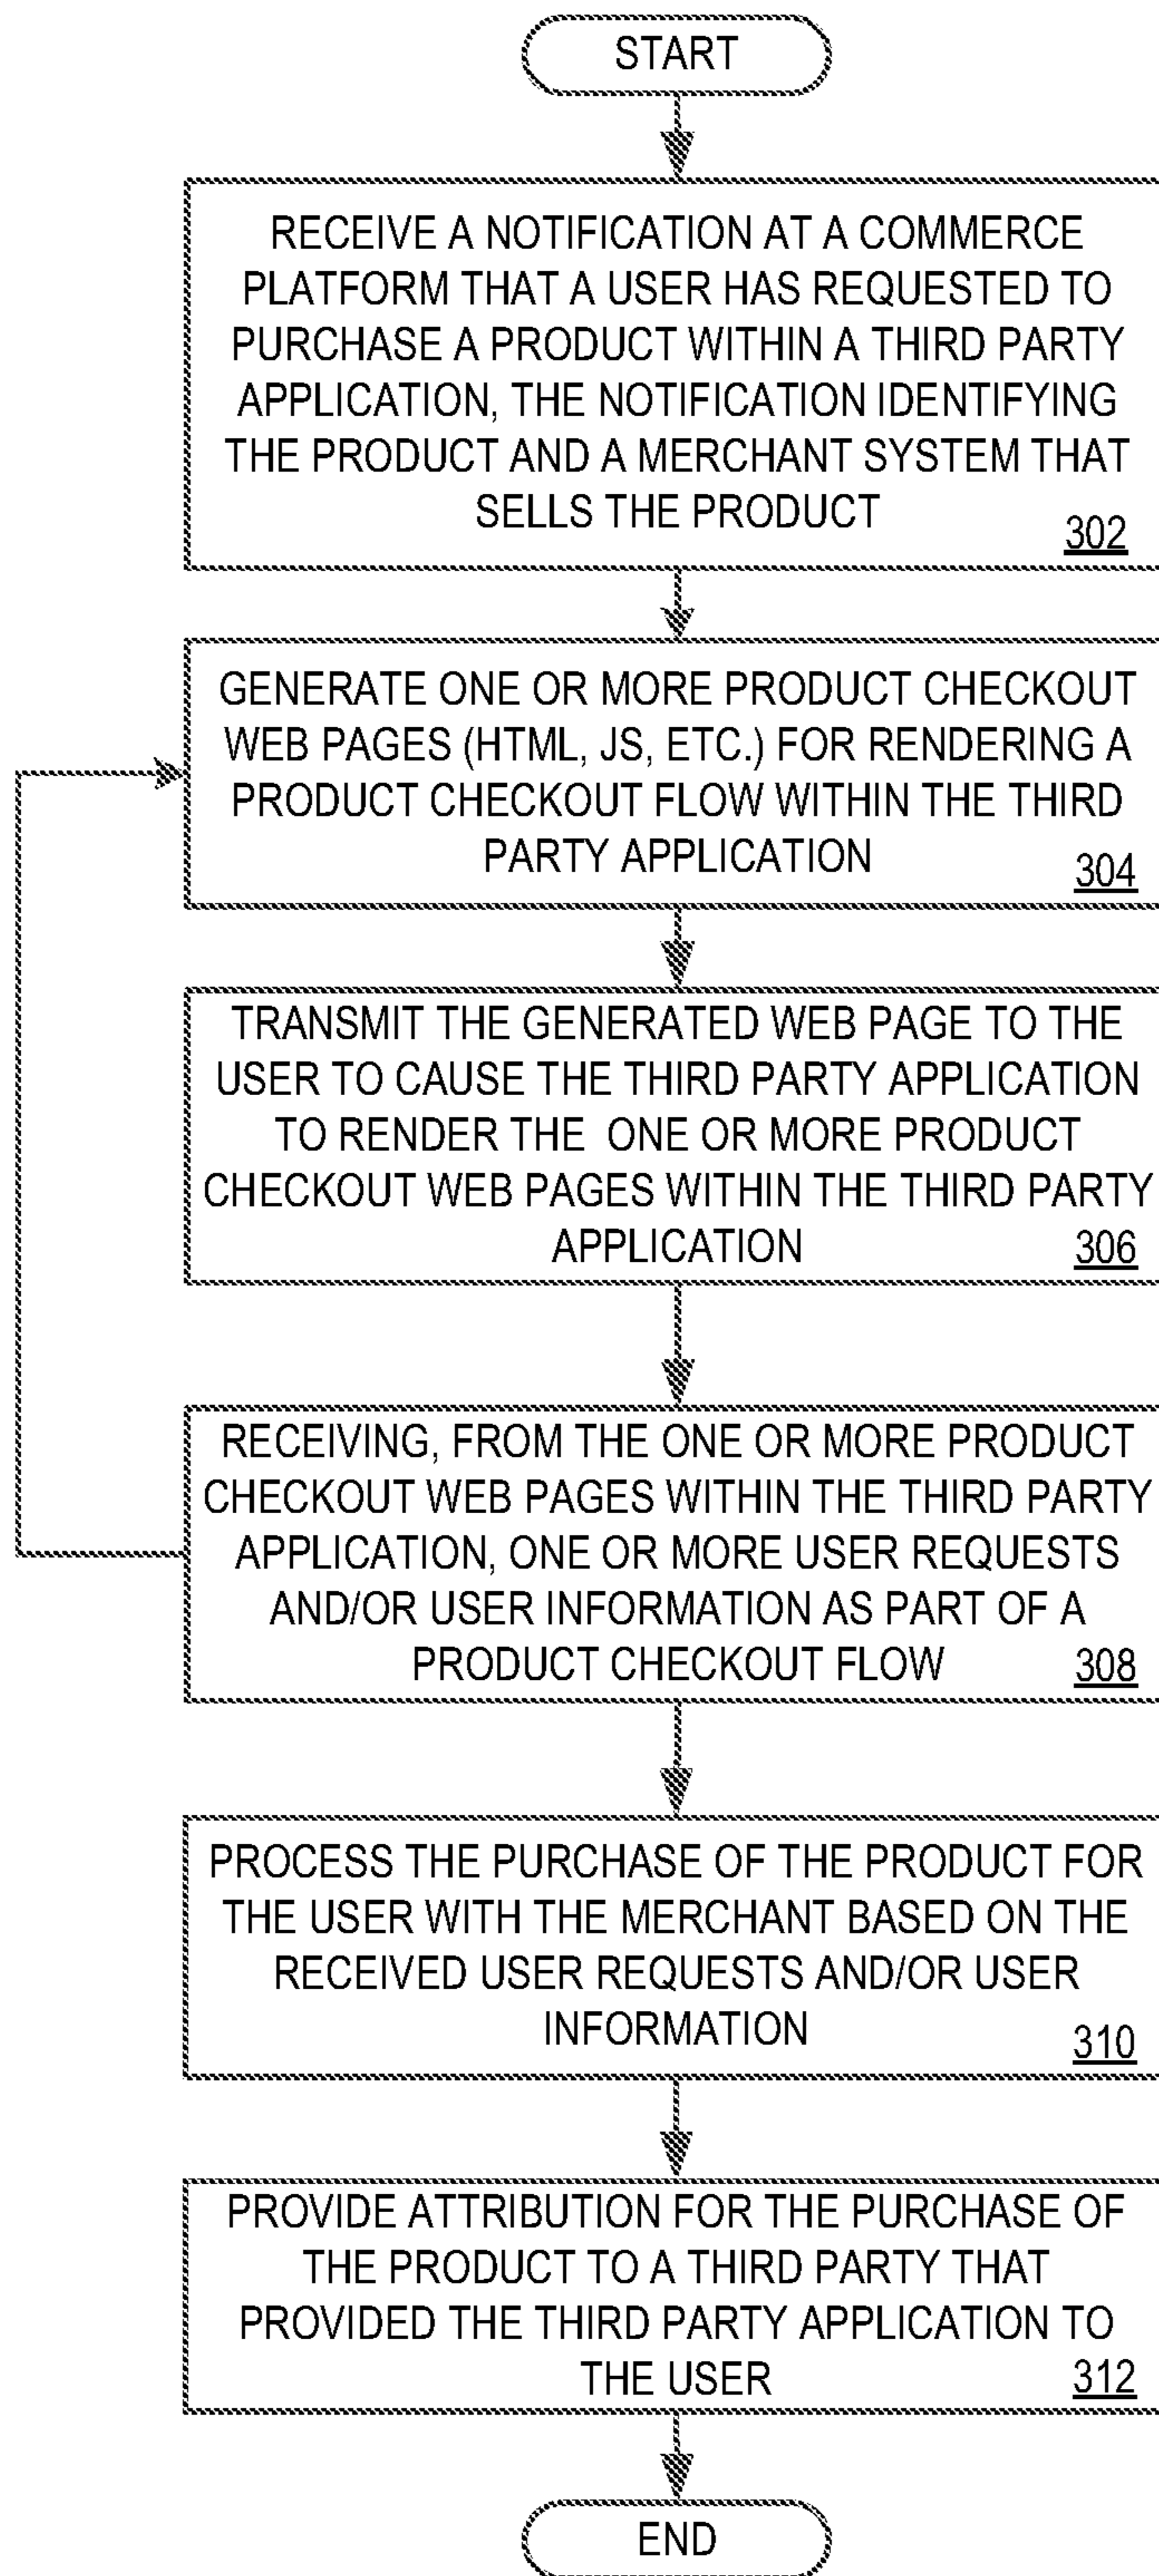 START
RECEIVE A NOTIFICATION AT A COMMERCE
PLATFORM THAT A USER HAS REQUESTED TO
PURCHASE A PRODUCT WITHIN A THIRD PARTY
APPLICATION, THE NOTIFICATION IDENTIFYING
THE PRODUCT AND A MERCHANT SYSTEM THAT
SELLS THE PRODUCT
302
GENERATE ONE OR MORE PRODUCT CHECKOUT
WEB PAGES (HTML, JS, ETC.) FOR RENDERING A
PRODUCT CHECKOUT FLOW WITHIN THE THIRD
PARTY APPLICATION
304
TRANSMIT THE GENERATED WEB PAGE TO THE
USER TO CAUSE THE THIRD PARTY APPLICATION
TO RENDER THE ONE OR MORE PRODUCT
CHECKOUT WEB PAGES WITHIN THE THIRD PARTY
APPLICATION
306
RECEIVING, FROM THE ONE OR MORE PRODUCT
CHECKOUT WEB PAGES WITHIN THE THIRD PARTY
APPLICATION, ONE OR MORE USER REQUESTS
AND/OR USER INFORMATION AS PART OF A
PRODUCT CHECKOUT FLOW
308
PROCESS THE PURCHASE OF THE PRODUCT FOR
THE USER WITH THE MERCHANT BASED ON THE
RECEIVED USER REQUESTS AND/OR USER
INFORMATION
310
PROVIDE ATTRIBUTION FOR THE PURCHASE OF
THE PRODUCT TO A THIRD PARTY THAT
PROVIDED THE THIRD PARTY APPLICATION TO
THE USER
312
END